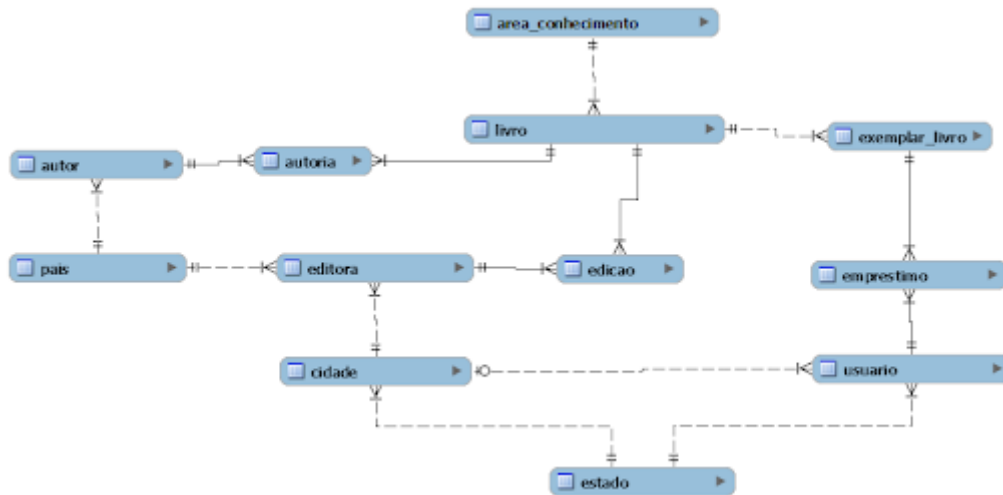 area_conhecimento
livro
exemplar_livro
autor
autoria
pais
editora
edicao
emprestimo
cidade
usuario
estado